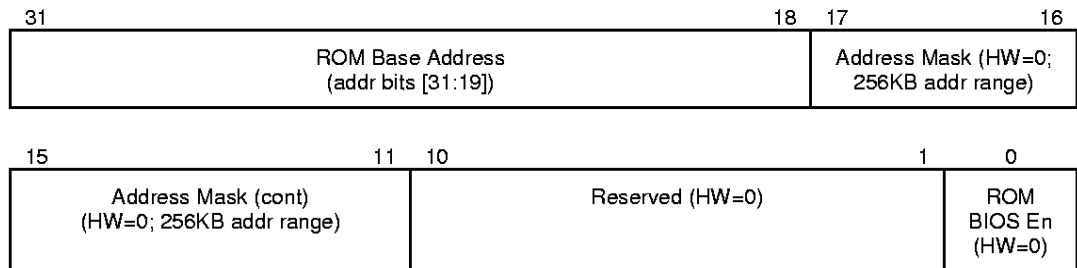 31 18 17 16
ROM Base Address
(addr bits [31:19])
Address Mask (HW=0;
256KB addr range)
15 11 10 1 0
Address Mask (cont)
(HW=0; 256KB addr range)
Reserved (HW=0)
ROM
BIOS En
(HW=0)